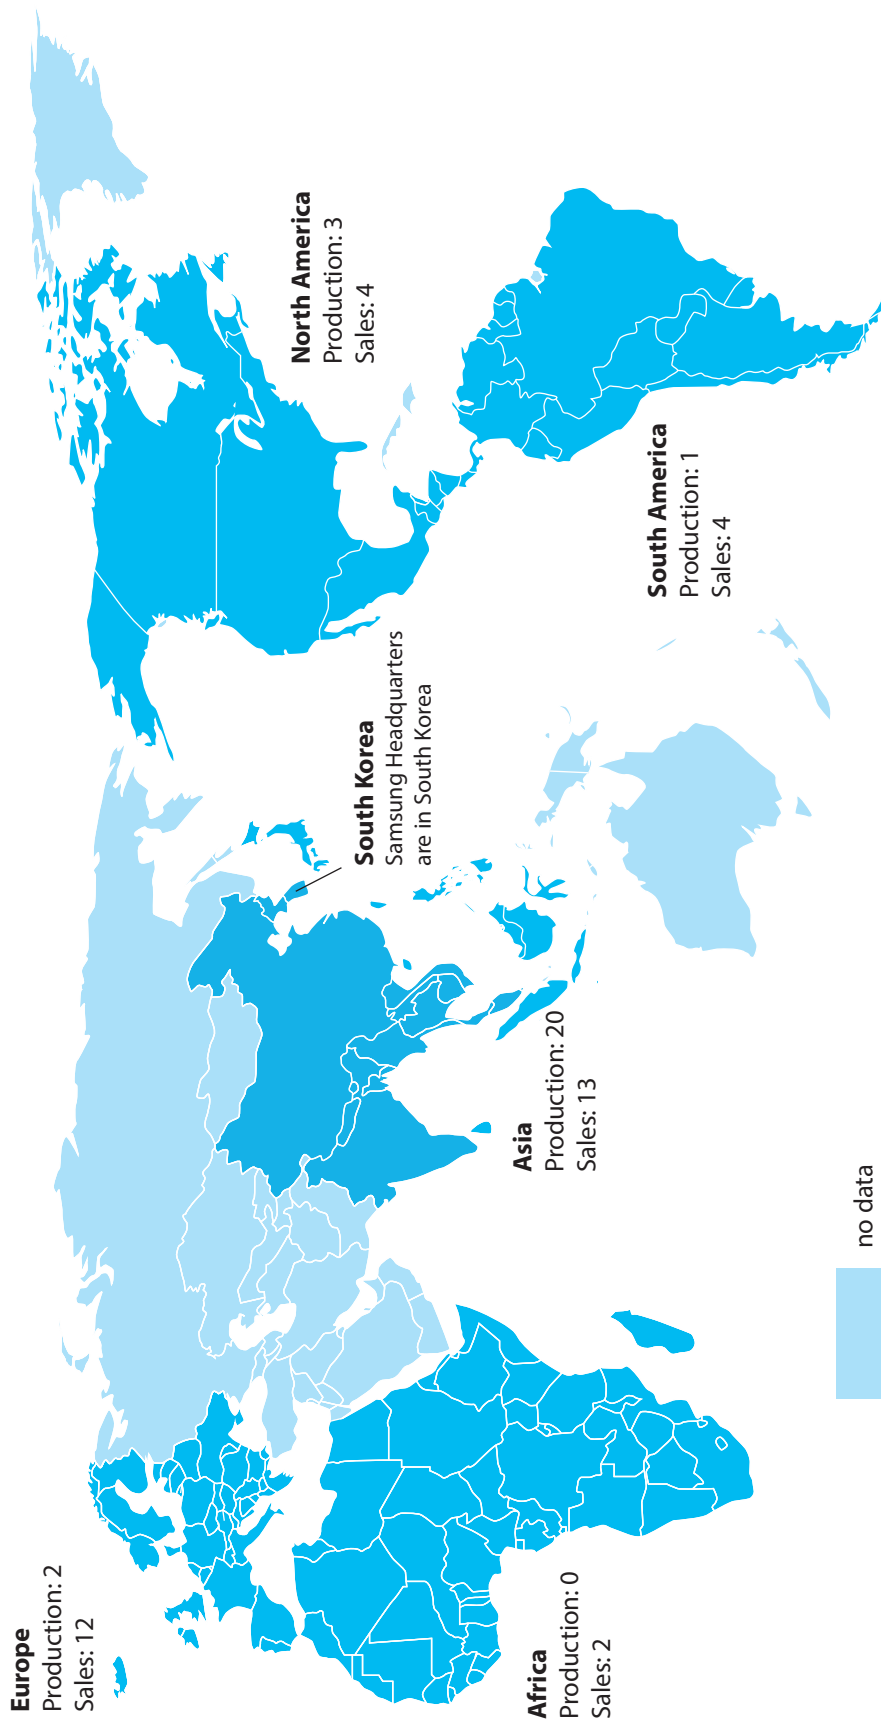 Europe
Production: 2
Sales: 12
North America
Production: 3
Sales: 4
South Korea
Samsung Headquarters
are in South Korea
Asia
Production: 20
Sales: 13
Africa
Production: 0
Sales: 2
South America
Production: 1
Sales: 4
no data